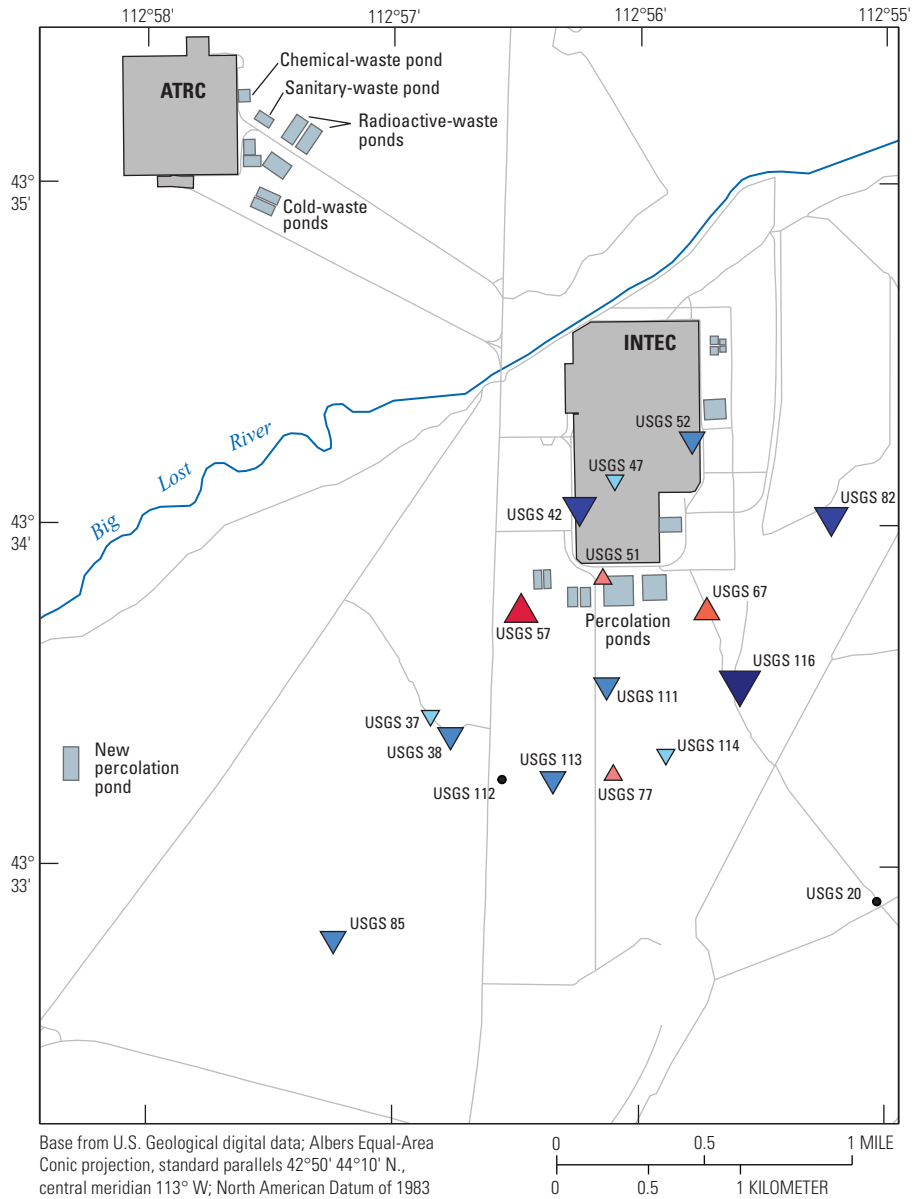 112°58'
112°57'
112°56'
112°55'
Chemical-waste pond
ATRC
Sanitary-waste pond
Radioactive-waste
ponds
43°
35'
Cold-waste
ponds
INTEC
USGS 52
Big Lost River
USGS 47
USGS 82
USGS 42
43°
34'
USGS 51
USGS 67
Percolation
ponds
USGS 57
USGS 116
USGS 111
USGS 37
USGS 114
New
percolation
pond
USGS 38
USGS 113
USGS 112
USGS 77
43°
33'
USGS 20
USGS 85
Base from U.S. Geological digital data; Albers Equal-Area
Conic projection, standard parallels 42°50' 44°10' N.,
central meridian 113° W; North American Datum of 1983
0 0.5 1 MILE
0 0.5 1 KILOMETER